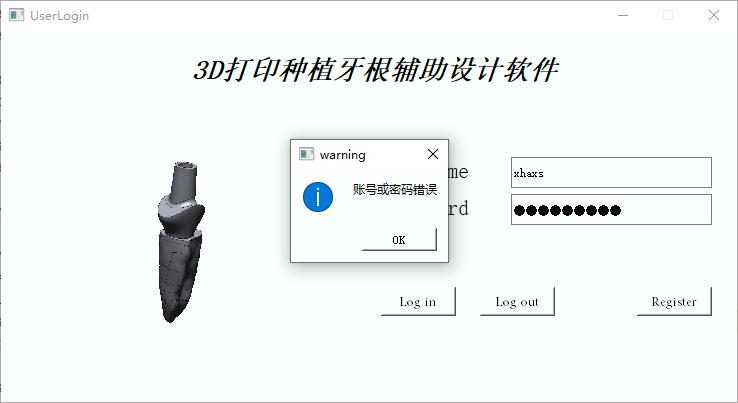 UserLogin
3D打印种植牙根辅助设计软件
warning
账号或密码错误
OK
me
xhaxs
rd
Log in
Log out
Register